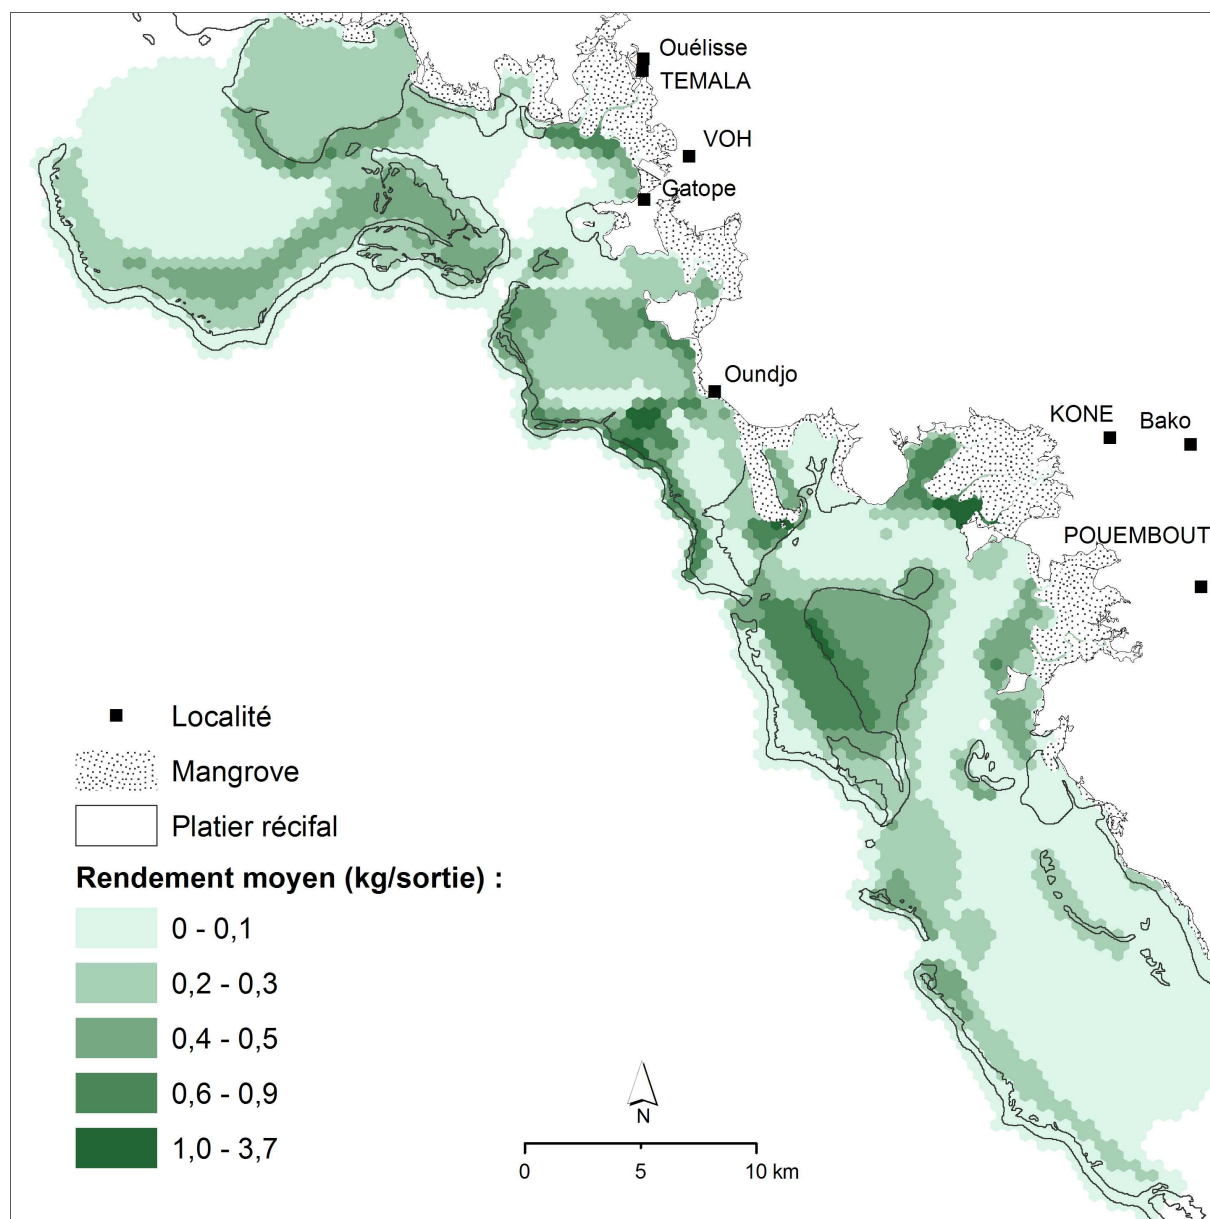 Ouélisse
TEMALA
VOH
Gatope
Oundjo
KONE
Bako
POUEMBOUT
Localité
Mangrove
Platier récifal
Rendement moyen (kg/sortie) :
0 - 0,1
0,2 - 0,3
0,4 - 0,5
0,6 - 0,9
1,0 - 3,7
N
0 5 10 km